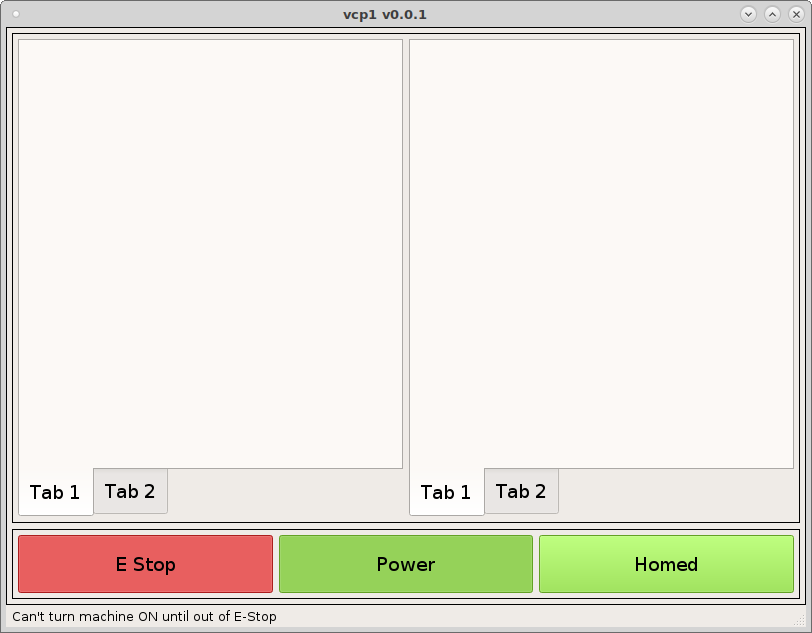 vcp1 v0.0.1
Tab 1 Tab 2
Tab 1 Tab 2
E Stop Power Homed
Can't turn machine ON until out of E-Stop